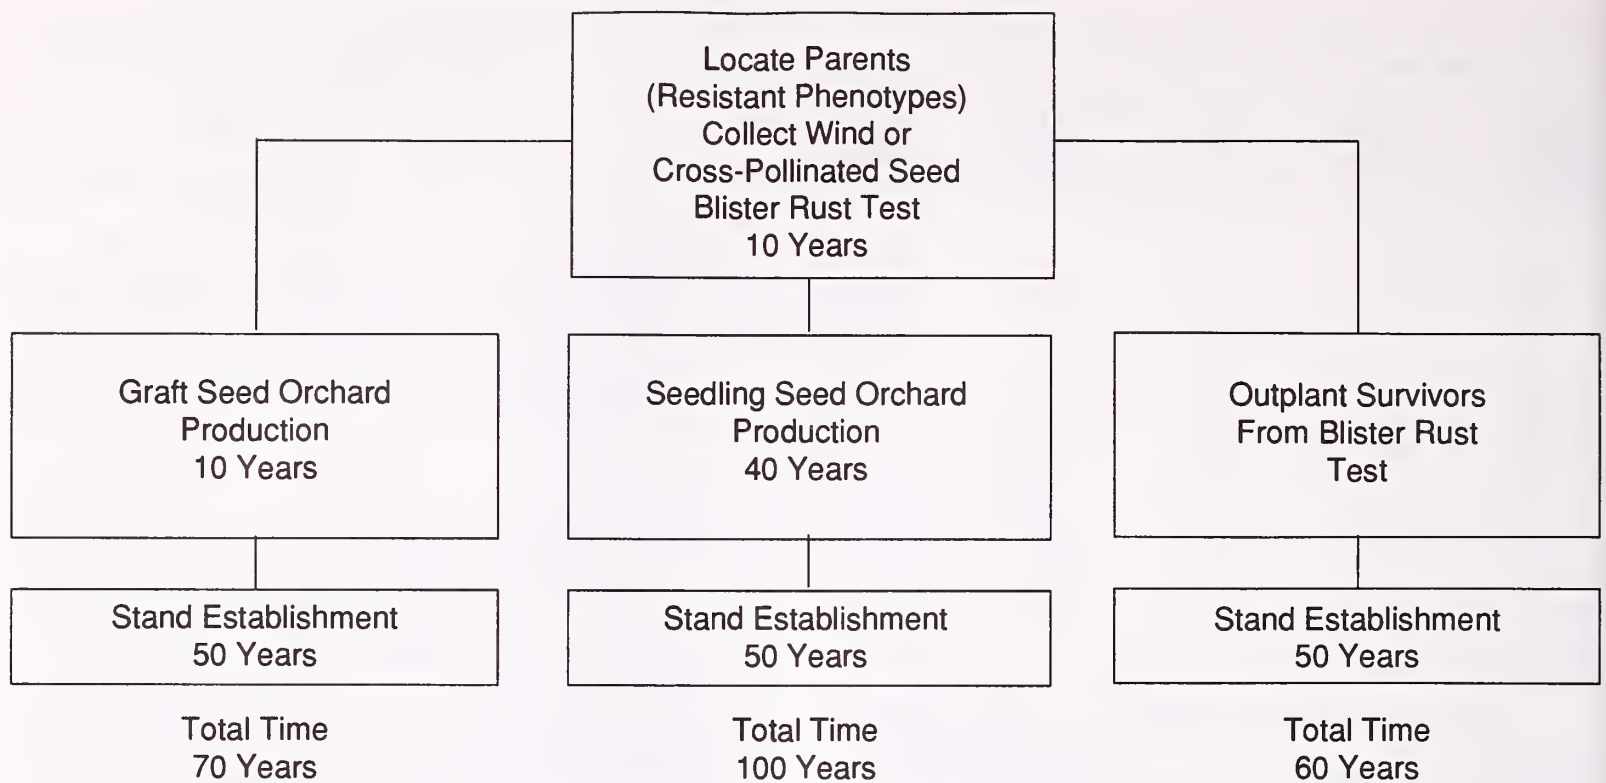 Locate Parents
(Resistant Phenotypes)
Collect Wind or
Cross-Pollinated Seed
Blister Rust Test
10 Years
Graft Seed Orchard
Production
10 Years
Stand Establishment
50 Years
Total Time
70 Years
Seedling Seed Orchard
Production
40 Years
Stand Establishment
50 Years
Total Time
100 Years
Outplant Survivors
From Blister Rust
Test
Stand Establishment
50 Years
Total Time
60 Years